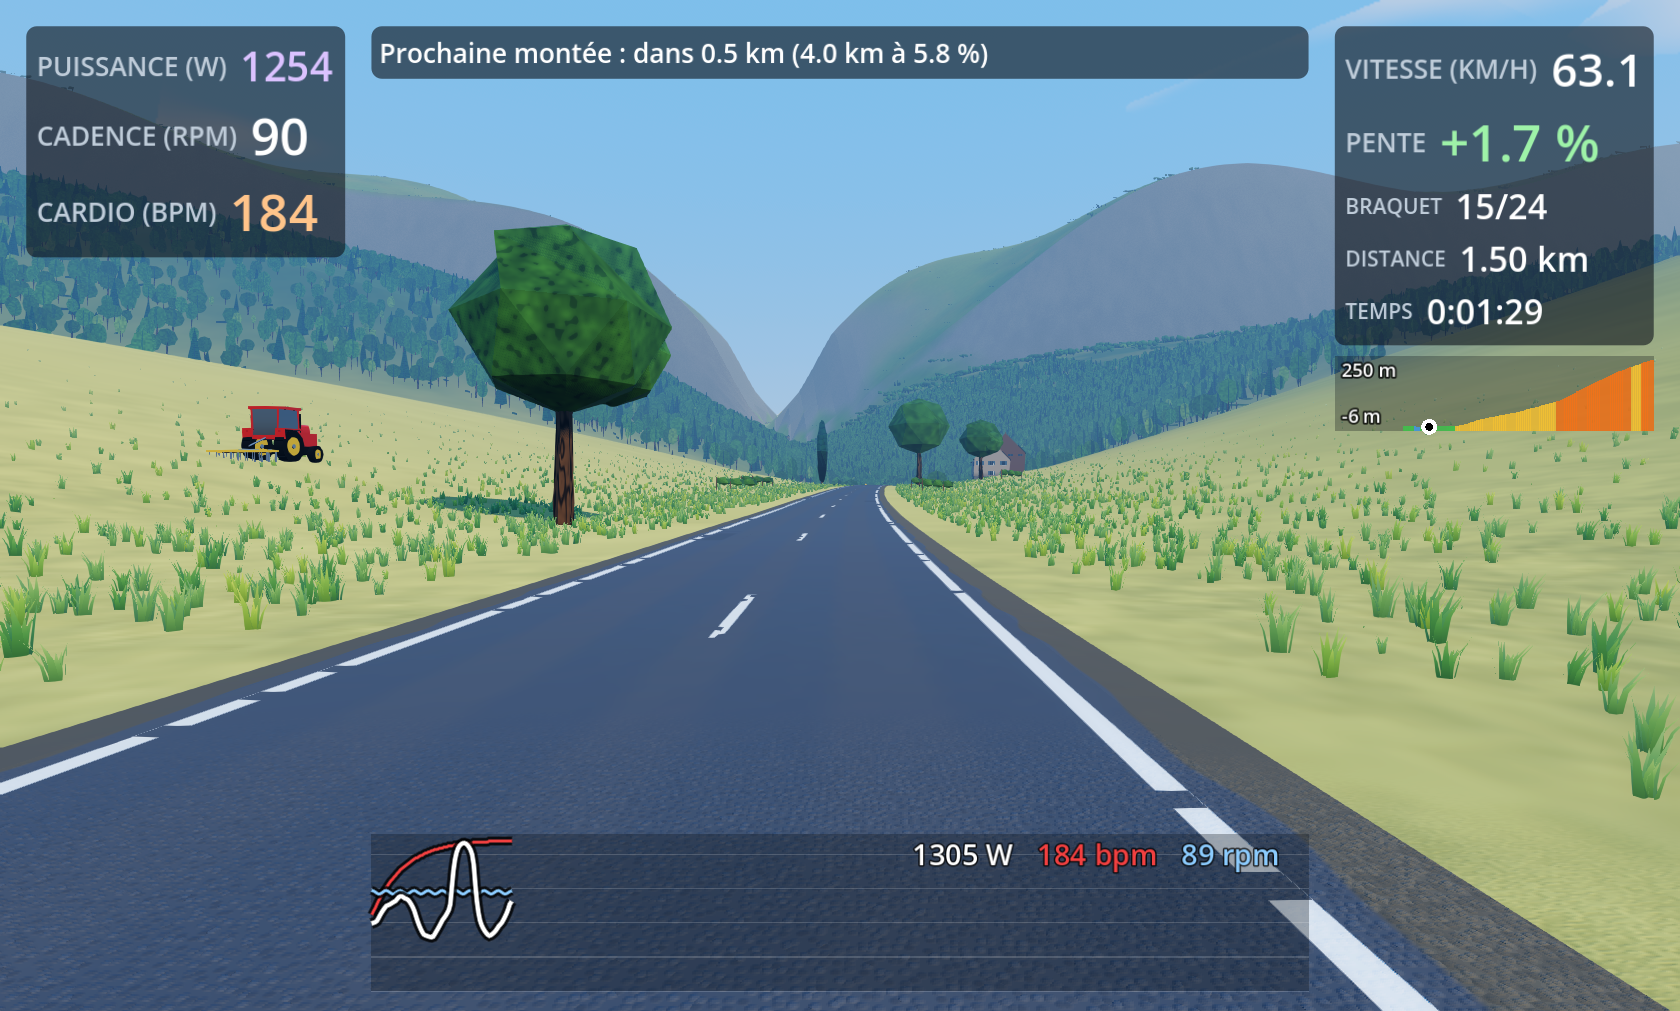 PUISSANCE (W) 1254
CADENCE (RPM) 90
CARDIO (BPM) 184
Prochaine montée : dans 0.5 km (4.0 km à 5.8 %)
VITESSE (KM/H) 63.1
PENTE +1.7 %
BRAQUET 15/24
DISTANCE 1.50 km
TEMPS 0:01:29
250 m
-6 m
1305 W 184 bpm 89 rpm